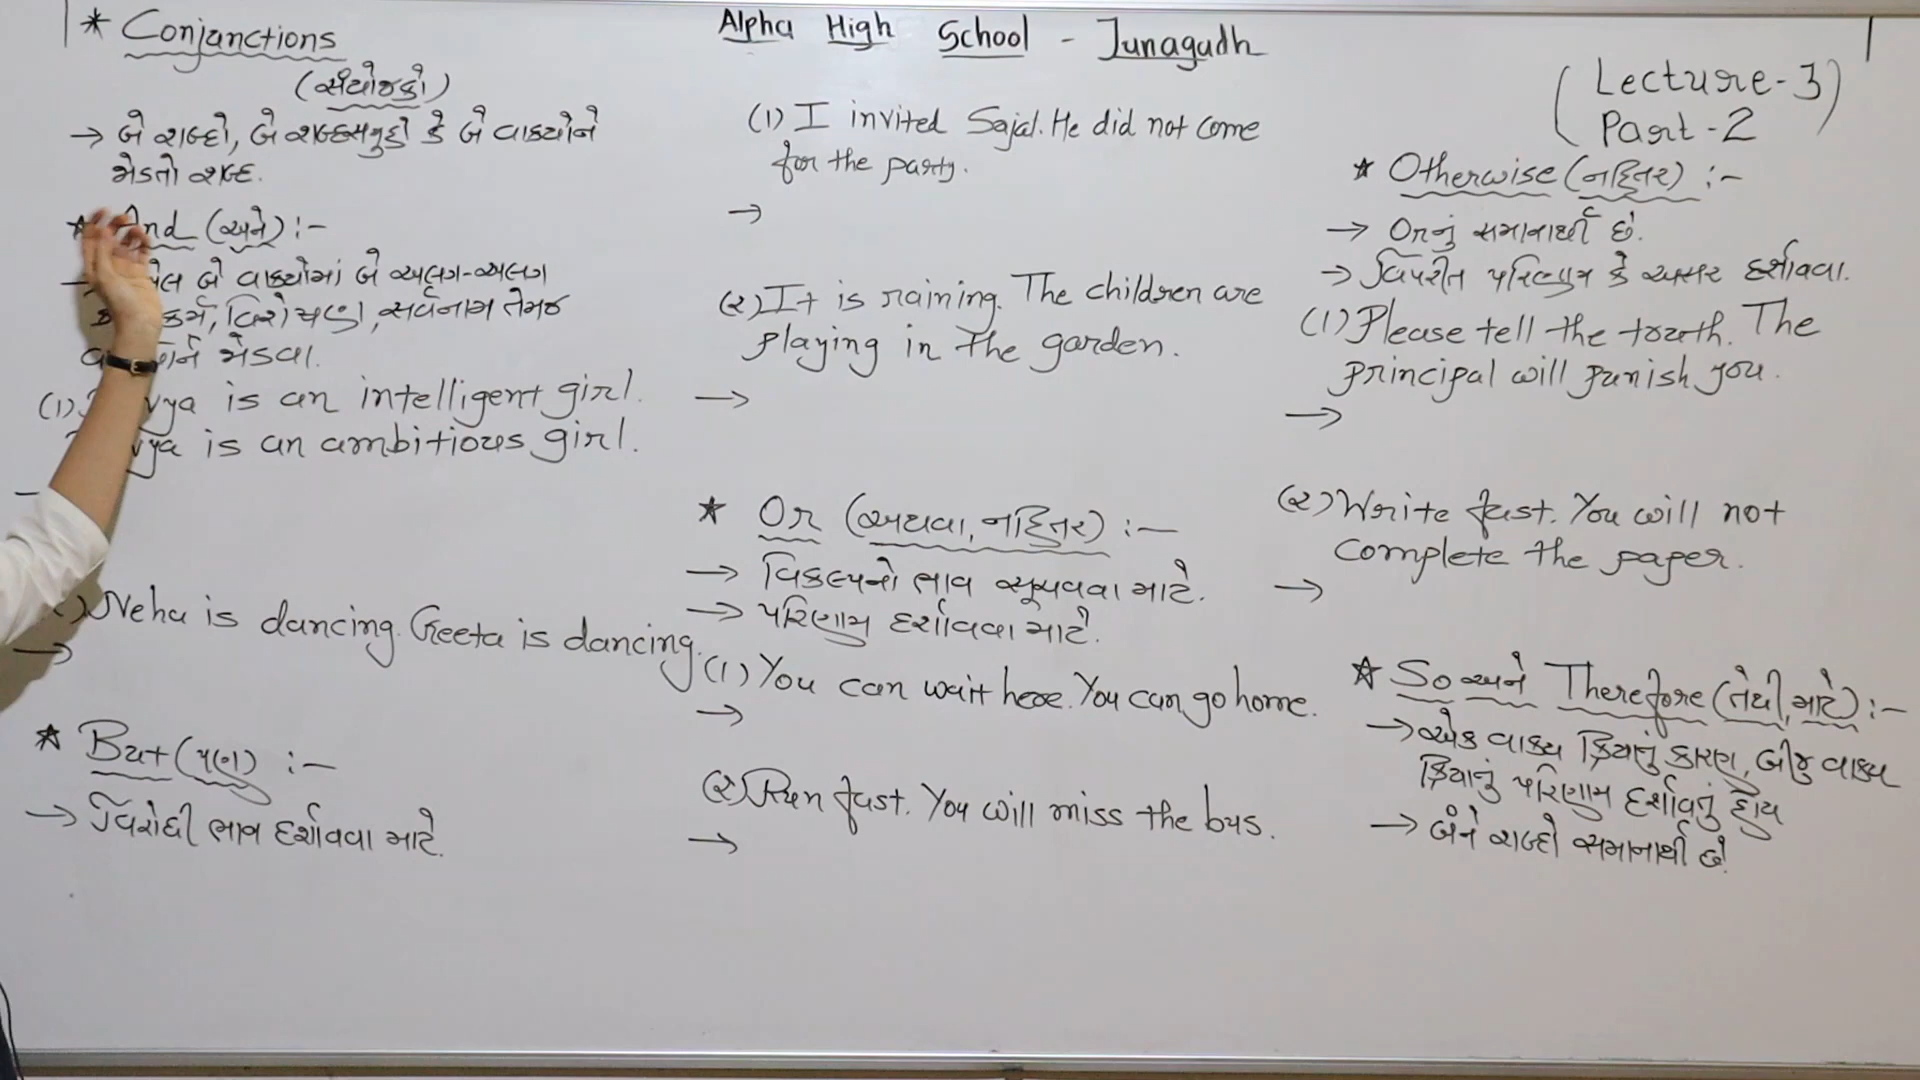 * Conjunctions
(સંયોજકો)
→ બે શબ્દો, બે શબ્દસમુહો કે બે વાક્યોને
જોડતો શબ્દ.
* And (અને) :-
બે વાક્યોમાં બે અલગ-અલગ
કર્મ, વિશેષણ, સર્વનામ તેમજ
જોડવા.
(1) is an intelligent girl.
is an ambitious girl.
Neha is dancing. Geeta is dancing.
→
* But (પણ) :-
→ વિરોધી ભાવ દર્શાવવા માટે.
Alpha High School - Junagadh
(1) I invited Sajal. He did not come
for the party.
→
(૨) It is raining. The children are
playing in the garden.
→
* Or (અથવા, નહિતર) :-
→ વિકલ્પનો ભાવ સૂચવવા માટે.
→ પરિણામ દર્શાવવા માટે.
(1) You can wait here. You can go home.
→
(૨) Run fast. You will miss the bus.
→
(Lecture-3
Part-2)
* Otherwise (નહિતર) :-
→ Orનું સમાનાર્થી છે.
→ વિપરીત પરિણામ કે અસર દર્શાવવા.
(1) Please tell the truth. The
principal will punish you.
→
(૨) Write fast. You will not
complete the paper.
→
* So અને Therefore (તેથી, માટે) :-
→ એક વાક્ય ક્રિયાનું કારણ, બીજુ વાક્ય
ક્રિયાનું પરિણામ દર્શાવતું હોય
→ બંને શબ્દો સમાનાર્થી છે.